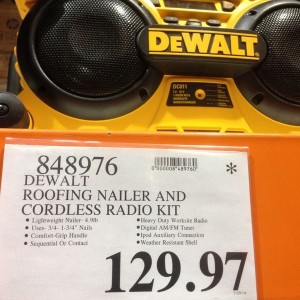 DEWALT
DC011
848976
DEWALT
ROOFING NAILER AND
CORDLESS RADIO KIT
• Lightweight Nailer- 4.9lb
• Uses- 3/4- 1-3/4" Nails
• Comfort-Grip Handle
• Sequential Or Contact
• Heavy Duty Worksite Radio
• Digital AM/FM Tuner
• Ipod Auxiliary Connection
• Weather Resistant Shelf
*
129.97